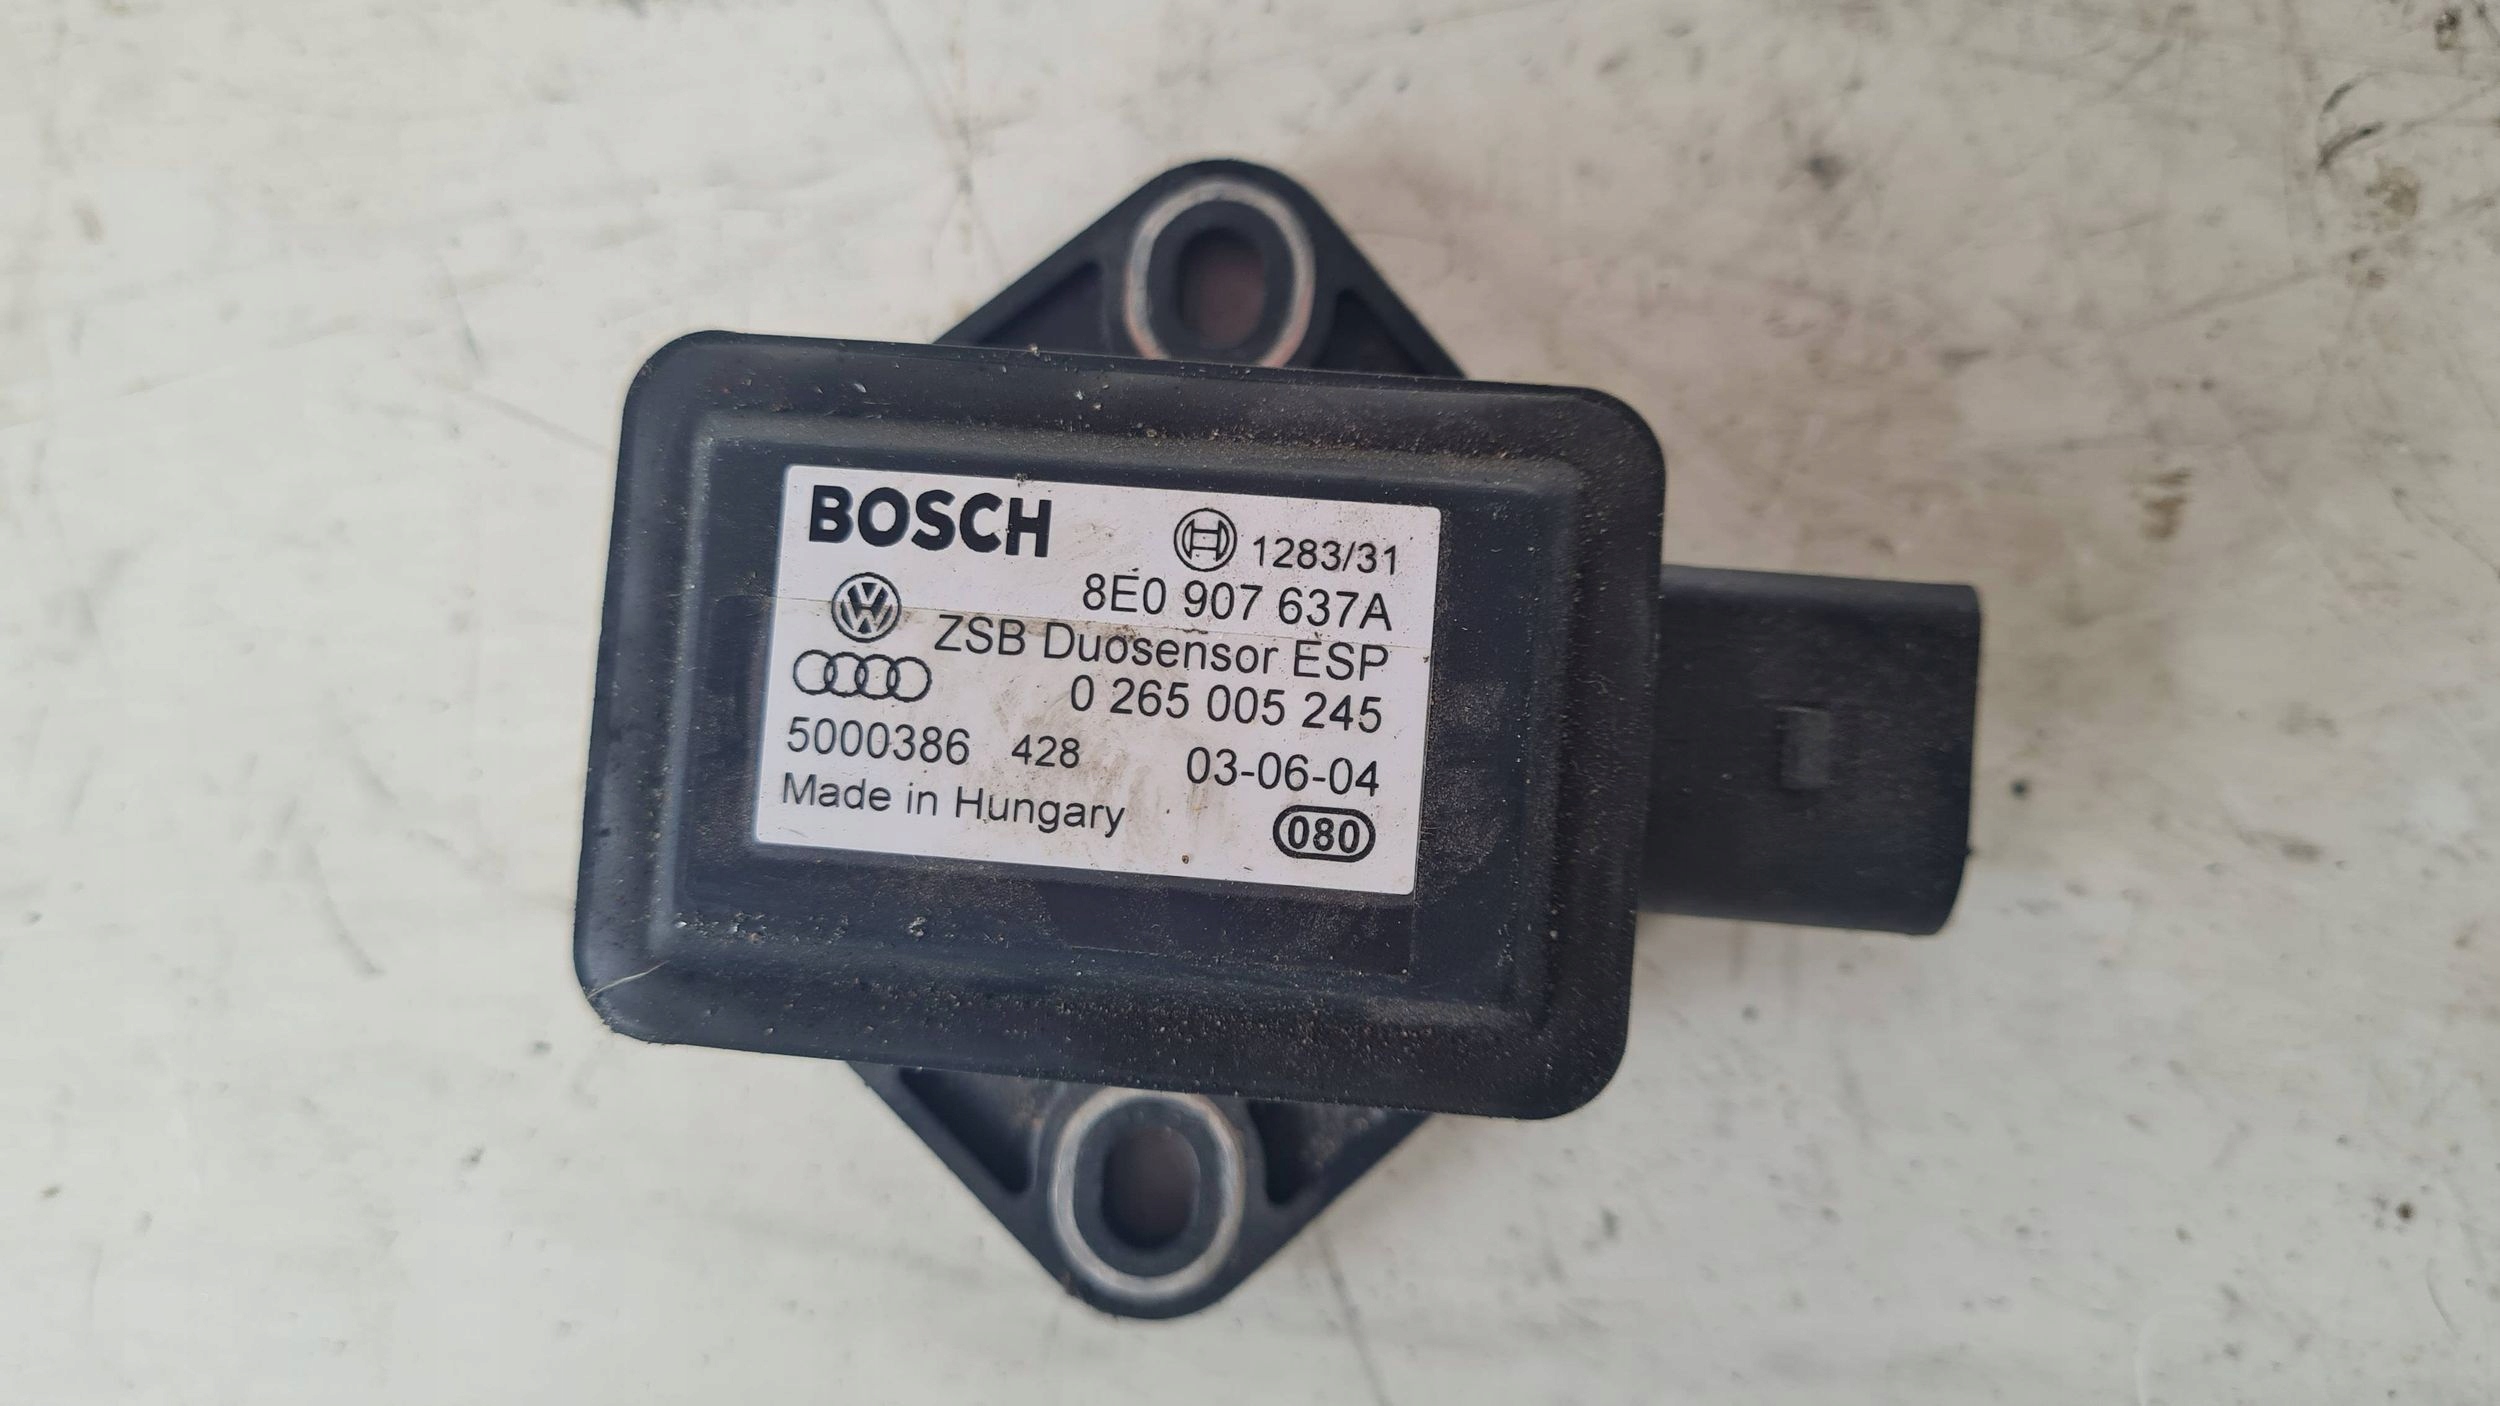 BOSCH 1283/31
8E0 907 637A
ZSB Duosensor ESP
0 265 005 245
5000386 428 03-06-04
Made in Hungary 080